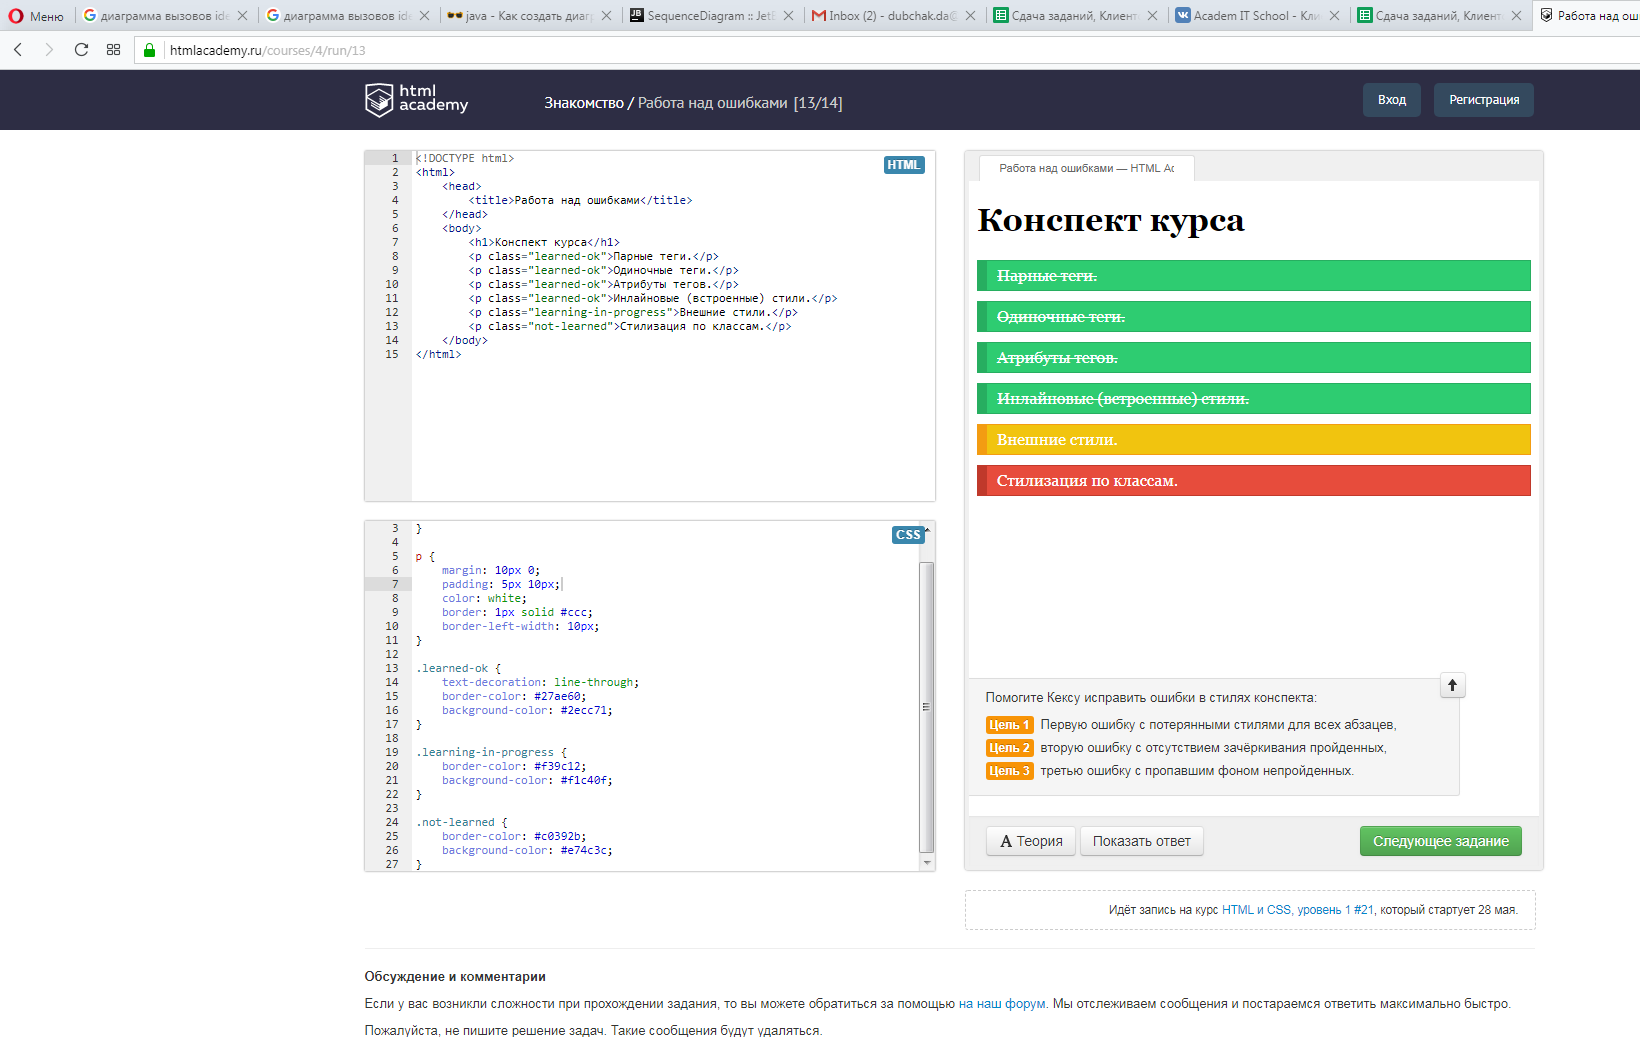 Меню
диаграмма вызовов ide
диаграмма вызовов ide
java - Как создать диагр
SequenceDiagram :: JetB
Inbox (2) - dubchak.da@
Сдача заданий, Клиент
Academ IT School - Кли
Сдача заданий, Клиент
Работа над ош
htmlacademy.ru/courses/4/run/13
html
academy
Знакомство / Работа над ошибками [13/14]
Вход
Регистрация
HTML
1 <!DOCTYPE html>
2 <html>
3 <head>
4 <title>Работа над ошибками</title>
5 </head>
6 <body>
7 <h1>Конспект курса</h1>
8 <p class="learned-ok">Парные теги.</p>
9 <p class="learned-ok">Одиночные теги.</p>
10 <p class="learned-ok">Атрибуты тегов.</p>
11 <p class="learned-ok">Инлайновые (встроенные) стили.</p>
12 <p class="learning-in-progress">Внешние стили.</p>
13 <p class="not-learned">Стилизация по классам.</p>
14 </body>
15 </html>
CSS
3 }
4
5 p {
6 margin: 10px 0;
7 padding: 5px 10px;
8 color: white;
9 border: 1px solid #ccc;
10 border-left-width: 10px;
11 }
12
13 .learned-ok {
14 text-decoration: line-through;
15 border-color: #27ae60;
16 background-color: #2ecc71;
17 }
18
19 .learning-in-progress {
20 border-color: #f39c12;
21 background-color: #f1c40f;
22 }
23
24 .not-learned {
25 border-color: #c0392b;
26 background-color: #e74c3c;
27 }
Работа над ошибками — HTML Ac
Конспект курса
Парные теги.
Одиночные теги.
Атрибуты тегов.
Инлайновые (встроенные) стили.
Внешние стили.
Стилизация по классам.
Помогите Кексу исправить ошибки в стилях конспекта:
Цель 1 Первую ошибку с потерянными стилями для всех абзацев,
Цель 2 вторую ошибку с отсутствием зачёркивания пройденных,
Цель 3 третью ошибку с пропавшим фоном непройденных.
A Теория
Показать ответ
Следующее задание
Идёт запись на курс HTML и CSS, уровень 1 #21, который стартует 28 мая.
Обсуждение и комментарии
Если у вас возникли сложности при прохождении задания, то вы можете обратиться за помощью на наш форум. Мы отслеживаем сообщения и постараемся ответить максимально быстро.
Пожалуйста, не пишите решение задач. Такие сообщения будут удаляться.